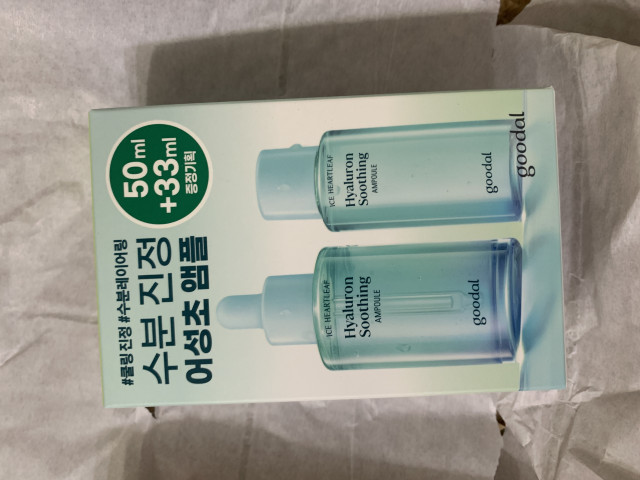 #쿨링진정 #수분레이어링
수분 진정
어성초 앰플
50ml
+33ml
증정기획
ICE HEARTLEAF
Hyaluron
Soothing
AMPOULE
goodal
ICE HEARTLEAF
Hyaluron
Soothing
AMPOULE
goodal
goodal